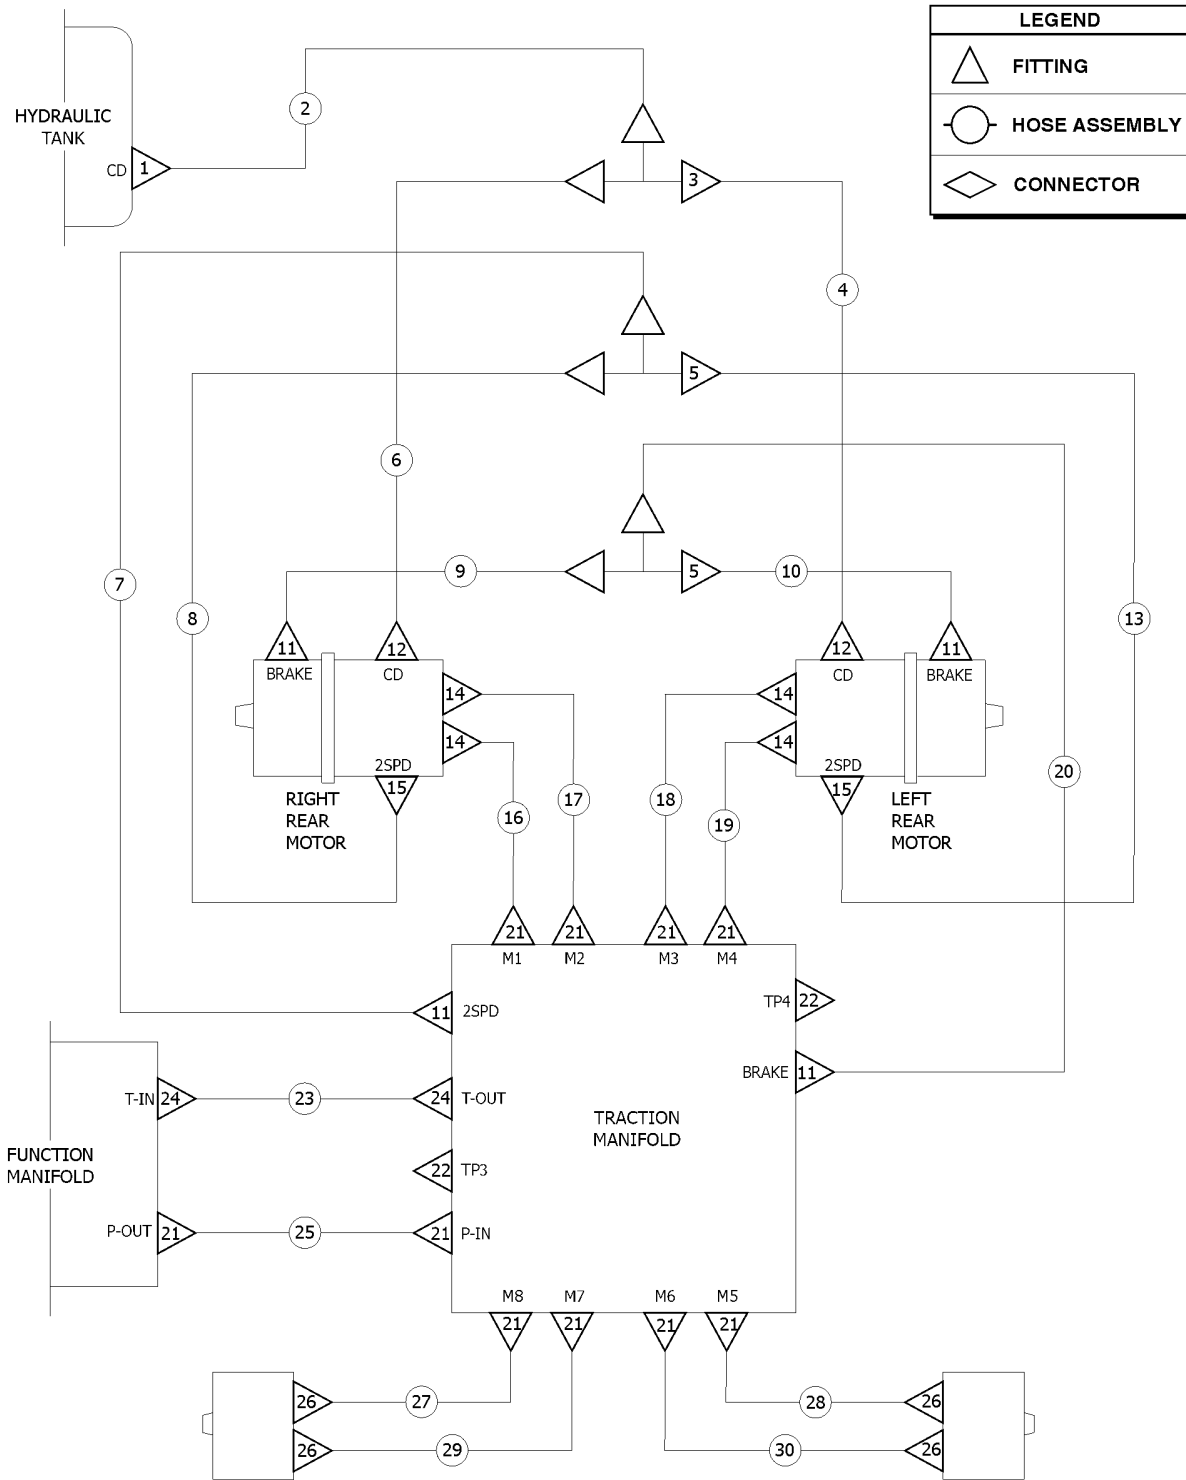 LEGEND
FITTING
HOSE ASSEMBLY
CONNECTOR
HYDRAULIC
TANK
CD
1
2
3
4
5
6
5
7
8
9
10
13
11
12
12
11
BRAKE
CD
CD
BRAKE
14
14
14
14
2SPD
2SPD
15
15
RIGHT
REAR
MOTOR
LEFT
REAR
MOTOR
16
17
18
19
20
21
21
21
21
M1
M2
M3
M4
11
2SPD
TP4
22
BRAKE
11
T-IN
24
23
24
T-OUT
TRACTION
MANIFOLD
FUNCTION
MANIFOLD
22
TP3
P-OUT
21
25
21
P-IN
M8
M7
M6
M5
21
21
21
21
26
27
28
26
26
29
30
26